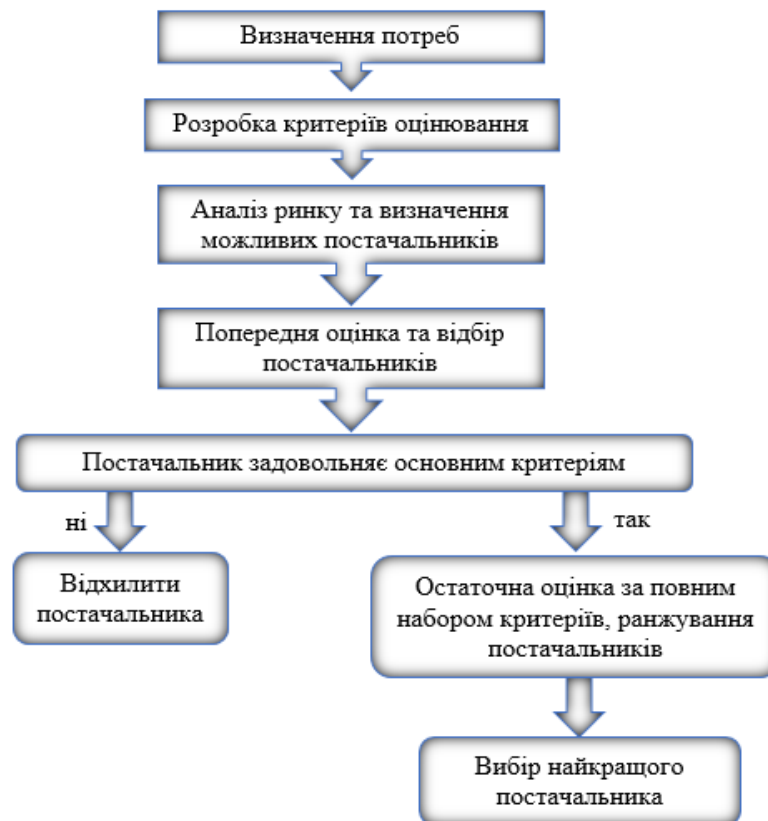 Визначення потреб
Розробка критеріїв оцінювання
Аналіз ринку та визначення
можливих постачальників
Попередня оцінка та відбір
постачальників
Постачальник задовольняє основним критеріям
ні
так
Відхилити
постачальника
Остаточна оцінка за повним
набором критеріїв, ранжування
постачальників
Вибір найкращого
постачальника